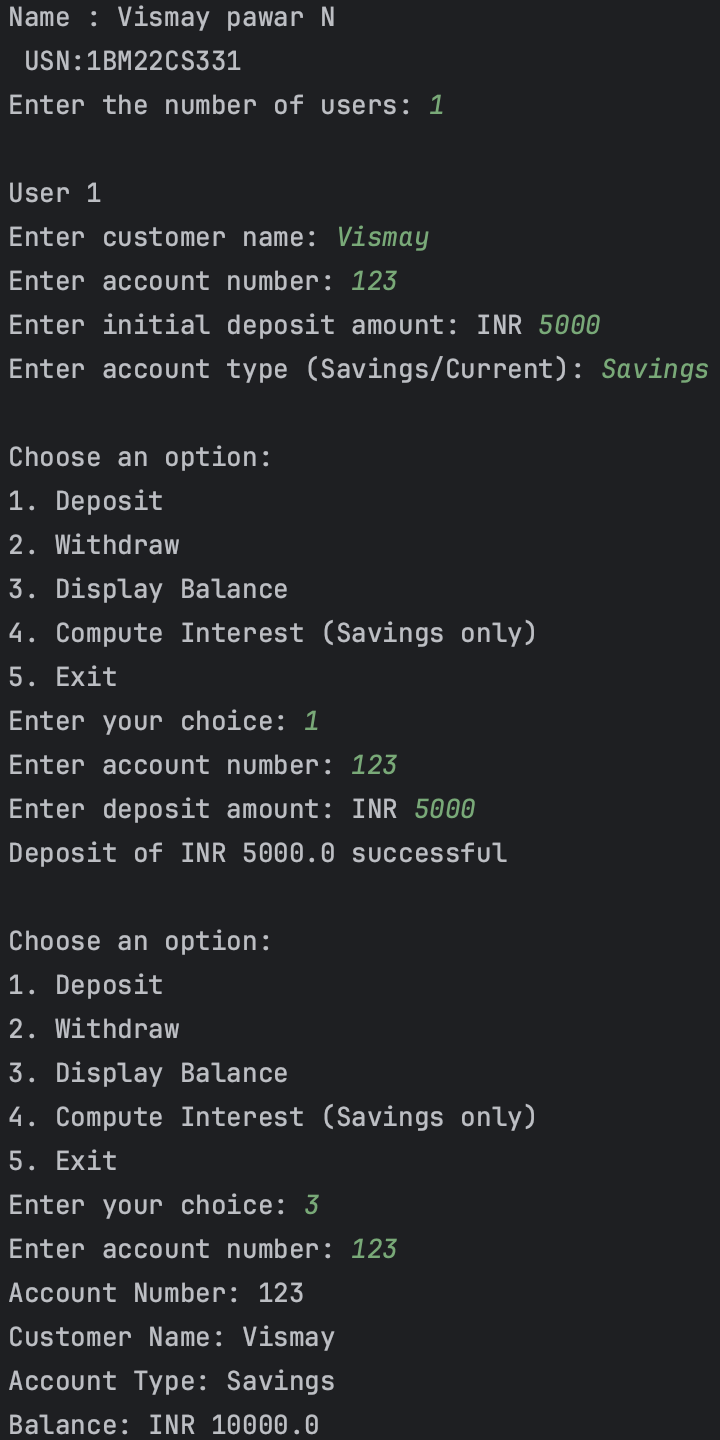 Name : Vismay pawar N
 USN:1BM22CS331
Enter the number of users: 1
User 1
Enter customer name: Vismay
Enter account number: 123
Enter initial deposit amount: INR 5000
Enter account type (Savings/Current): Savings
Choose an option:
1. Deposit
2. Withdraw
3. Display Balance
4. Compute Interest (Savings only)
5. Exit
Enter your choice: 1
Enter account number: 123
Enter deposit amount: INR 5000
Deposit of INR 5000.0 successful
Choose an option:
1. Deposit
2. Withdraw
3. Display Balance
4. Compute Interest (Savings only)
5. Exit
Enter your choice: 3
Enter account number: 123
Account Number: 123
Customer Name: Vismay
Account Type: Savings
Balance: INR 10000.0